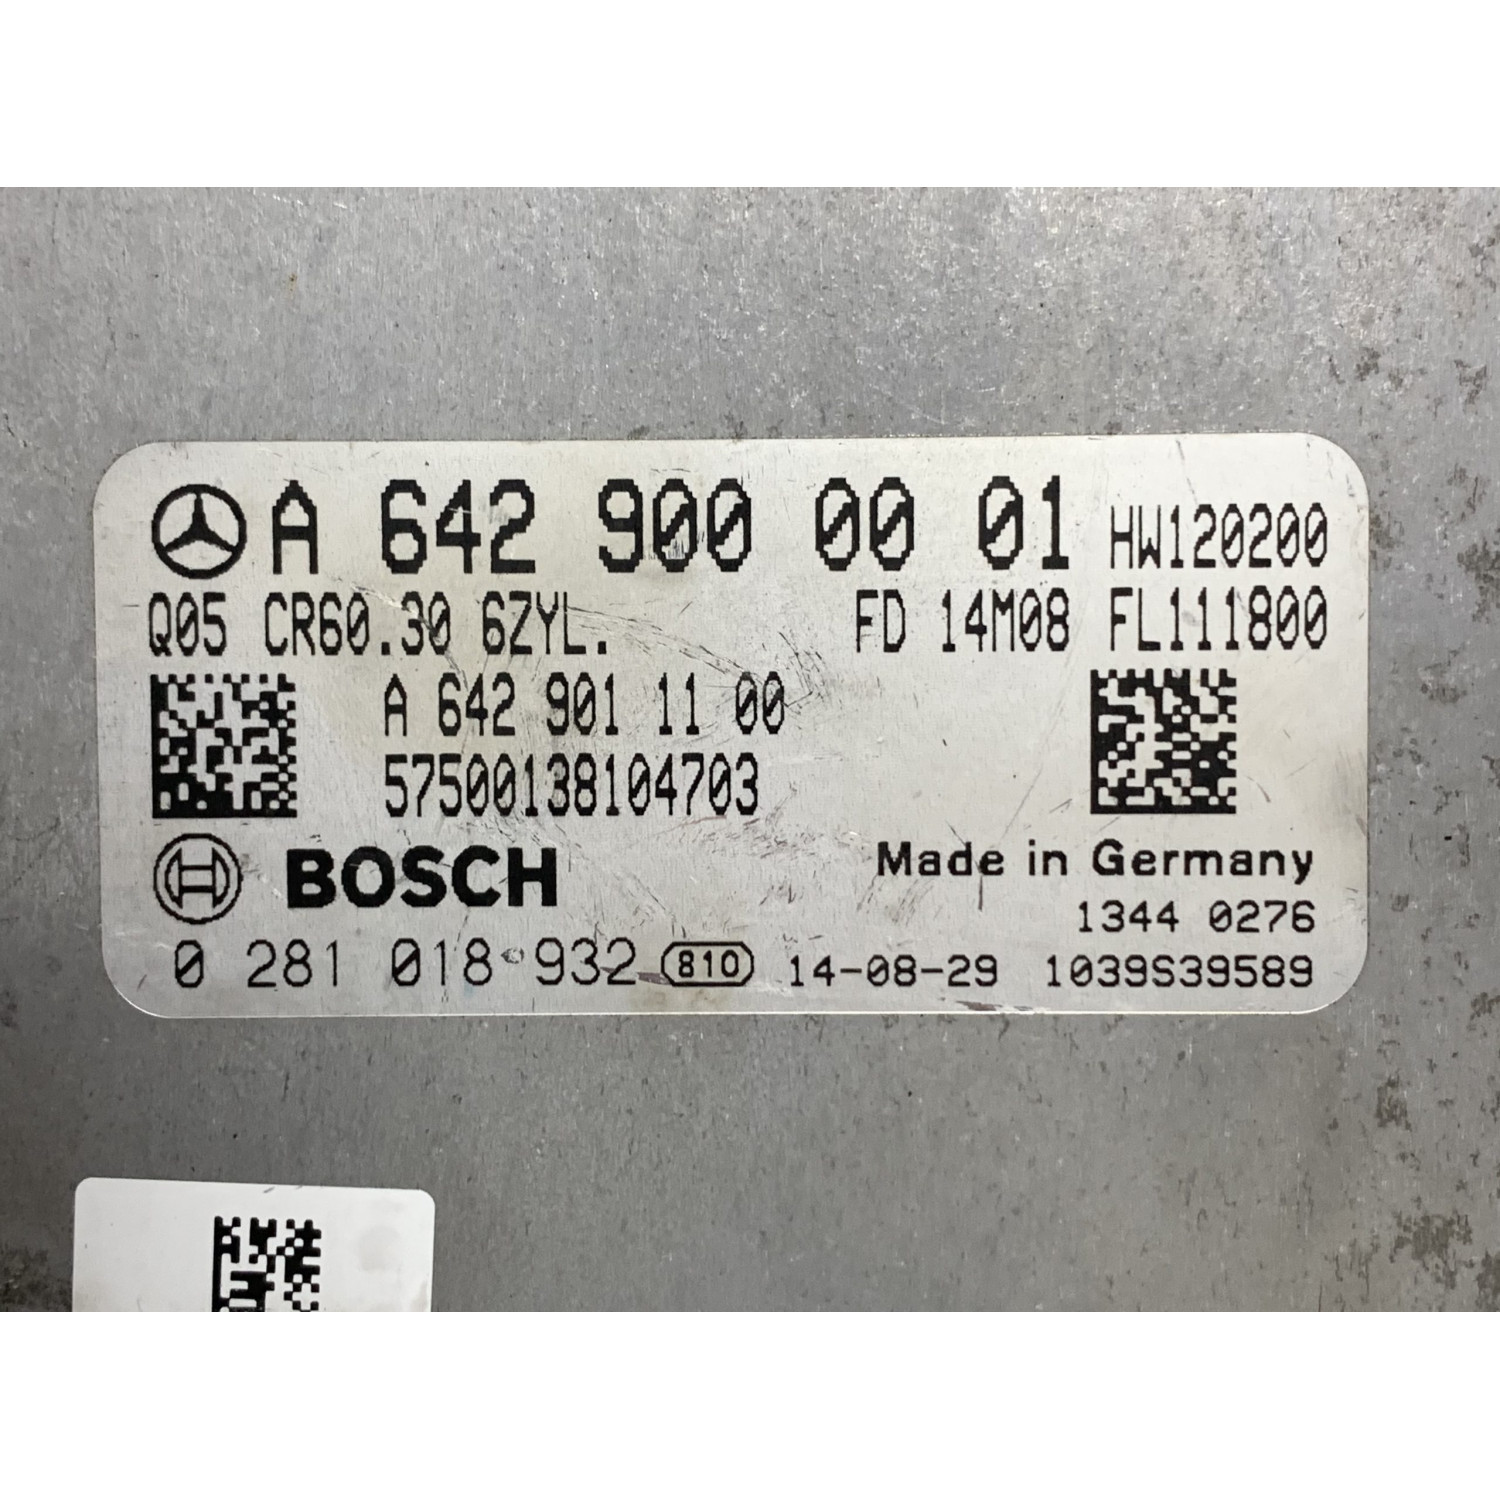 A 642 900 00 01 HW120200
Q05 CR60.30 6ZYL. FD 14M08 FL111800
A 642 901 11 00
57500138104703
BOSCH
Made in Germany
1344 0276
0 281 018 932 810 14-08-29 1039S39589